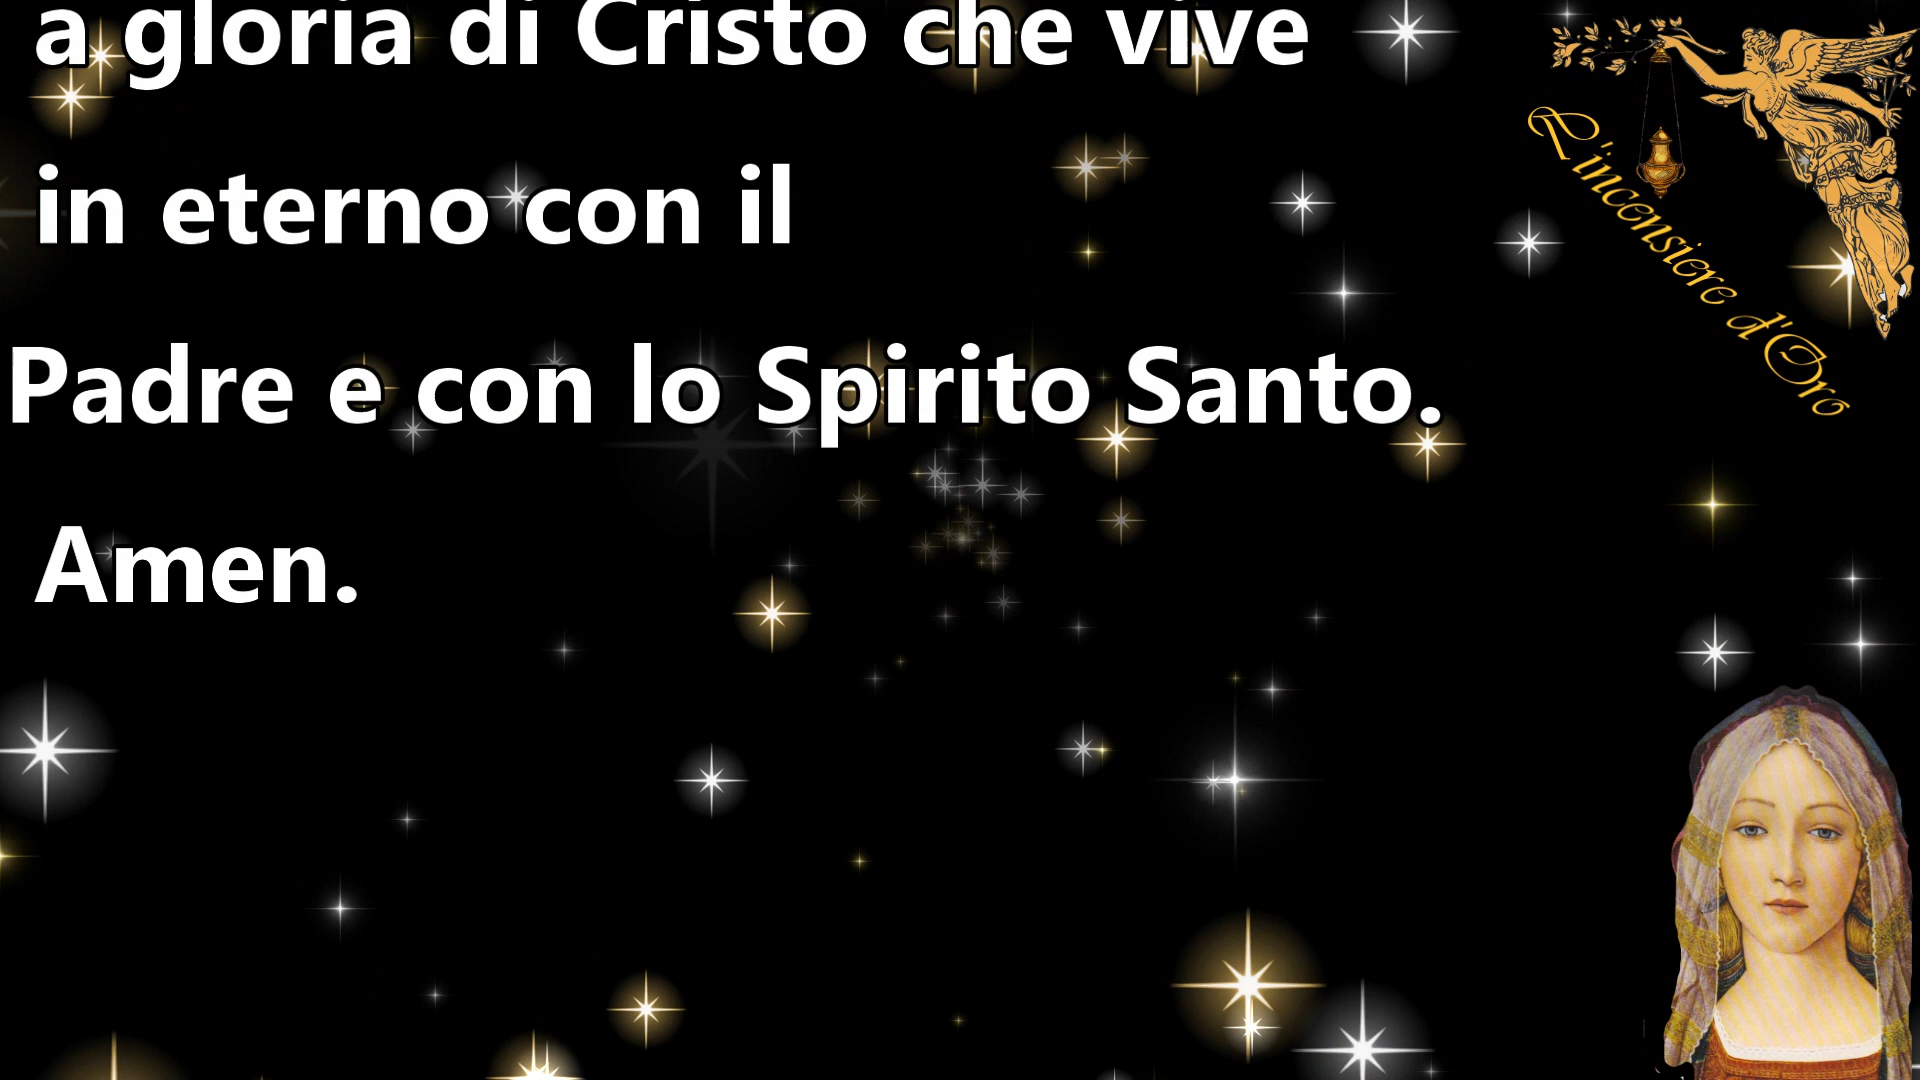 a gloria di Cristo che vive
in eterno con il
Padre e con lo Spirito Santo.
Amen.
L'incensiere d'Oro